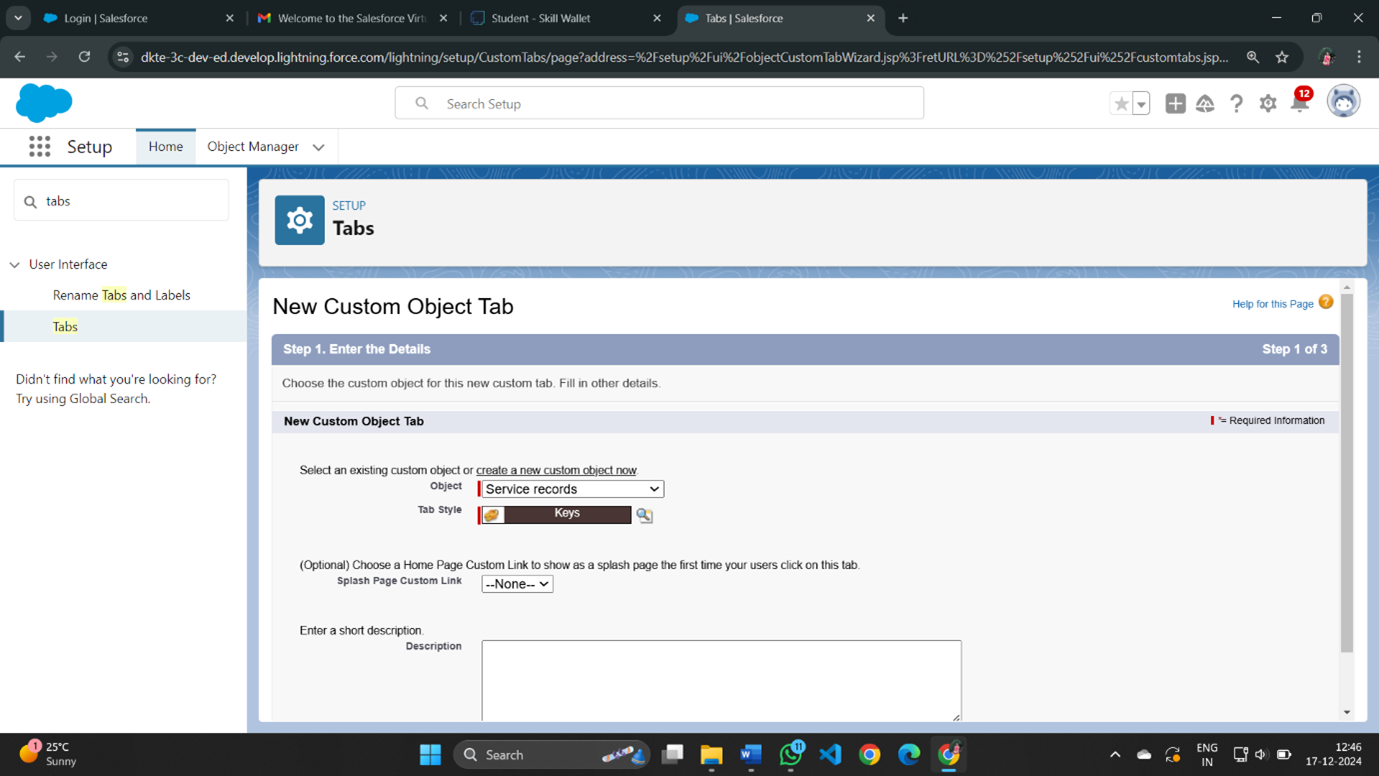 Login | Salesforce
Welcome to the Salesforce Virtu
Student - Skill Wallet
Tabs | Salesforce
dkte-3c-dev-ed.develop.lightning.force.com/lightning/setup/CustomTabs/page?address=%2Fsetup%2Fui%2FobjectCustomTabWizard.jsp%3FretURL%3D%252Fsetup%252Fui%252Fcustomtabs.jsp...
Search Setup
12
Setup
Home
Object Manager
tabs
User Interface
Rename Tabs and Labels
Tabs
Didn't find what you're looking for?
Try using Global Search.
SETUP
Tabs
New Custom Object Tab
Help for this Page
Step 1. Enter the Details
Step 1 of 3
Choose the custom object for this new custom tab. Fill in other details.
New Custom Object Tab
*= Required Information
Select an existing custom object or create a new custom object now.
Object
Service records
Tab Style
Keys
(Optional) Choose a Home Page Custom Link to show as a splash page the first time your users click on this tab.
Splash Page Custom Link
--None--
Enter a short description.
Description
1
25°C
Sunny
Search
11
ENG
IN
12:46
17-12-2024